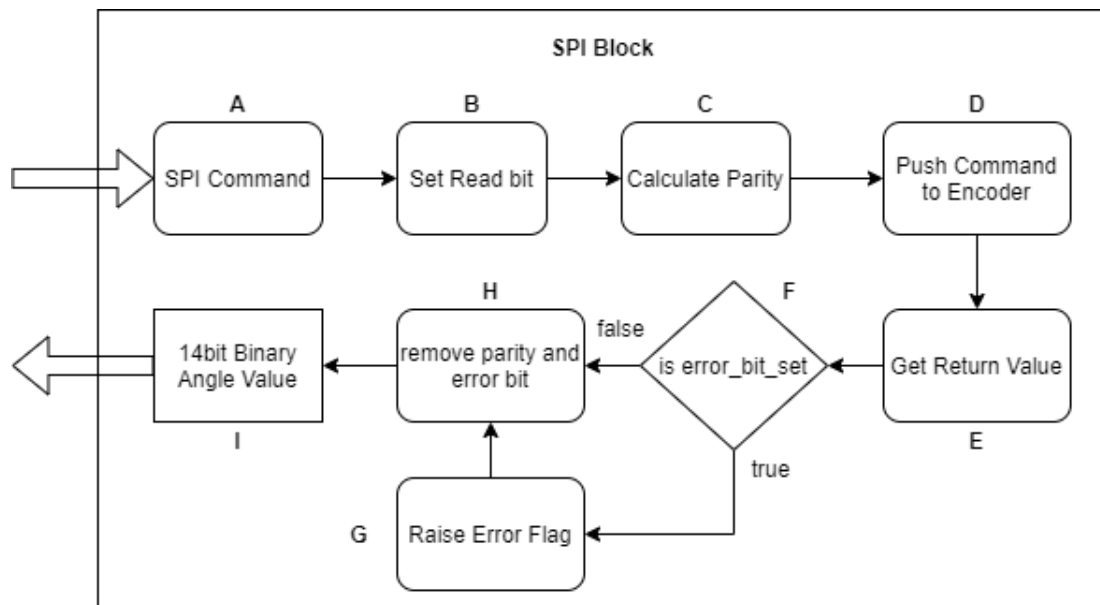 SPI Block
A
B
C
D
SPI Command
Set Read bit
Calculate Parity
Push Command
to Encoder
H
F
false
14bit Binary
Angle Value
remove parity and
error bit
is error_bit_set
Get Return Value
I
E
true
G
Raise Error Flag